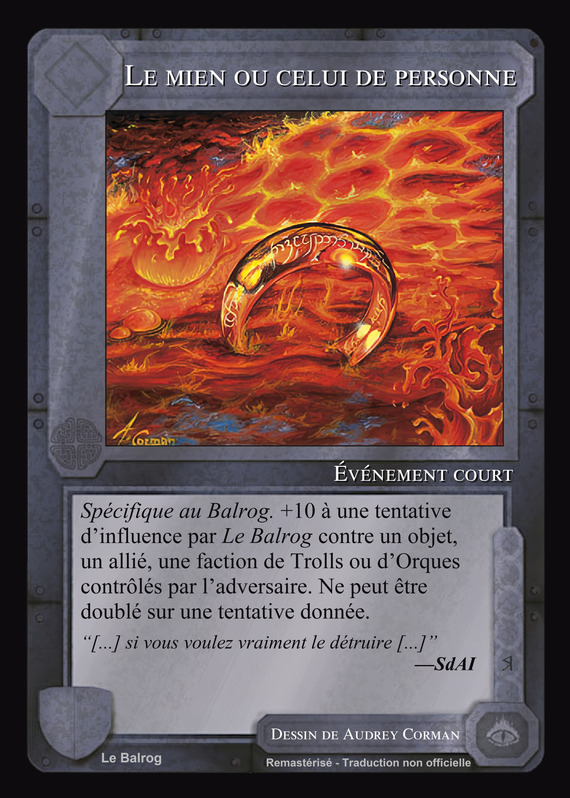 Le mien ou celui de personne
A. Corman
Événement court
Spécifique au Balrog. +10 à une tentative
d’influence par Le Balrog contre un objet,
un allié, une faction de Trolls ou d’Orques
contrôlés par l’adversaire. Ne peut être
doublé sur une tentative donnée.
“[...] si vous voulez vraiment le détruire [...]”
—SdAI
Dessin de Audrey Corman
Le Balrog
Remastérisé - Traduction non officielle